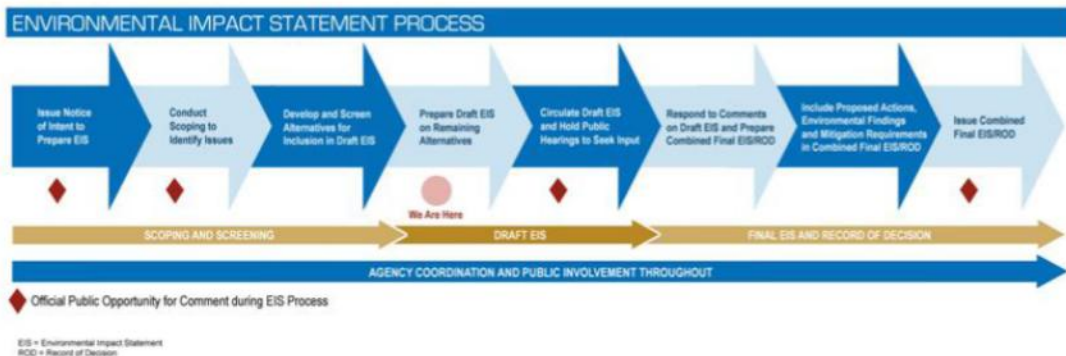 ENVIRONMENTAL IMPACT STATEMENT PROCESS
Issue Notice
of Intent to
Prepare EIS
Conduct
Scoping to
Identify Issues
Develop and Screen
Alternatives for
Inclusion in Draft EIS
Prepare Draft EIS
on Remaining
Alternatives
Circulate Draft EIS
and Hold Public
Hearings to Seek Input
Respond to Comments
on Draft EIS and Prepare
Combined Final EIS/ROD
Include Proposed Actions,
Environmental Findings
and Mitigation Requirements
in Combined Final EIS/ROD
Issue Combined
Final EIS/ROD
We Are Here
SCOPING AND SCREENING
DRAFT EIS
FINAL EIS AND RECORD OF DECISION
AGENCY COORDINATION AND PUBLIC INVOLVEMENT THROUGHOUT
Official Public Opportunity for Comment during EIS Process
EIS = Environmental Impact Statement
ROD = Record of Decision